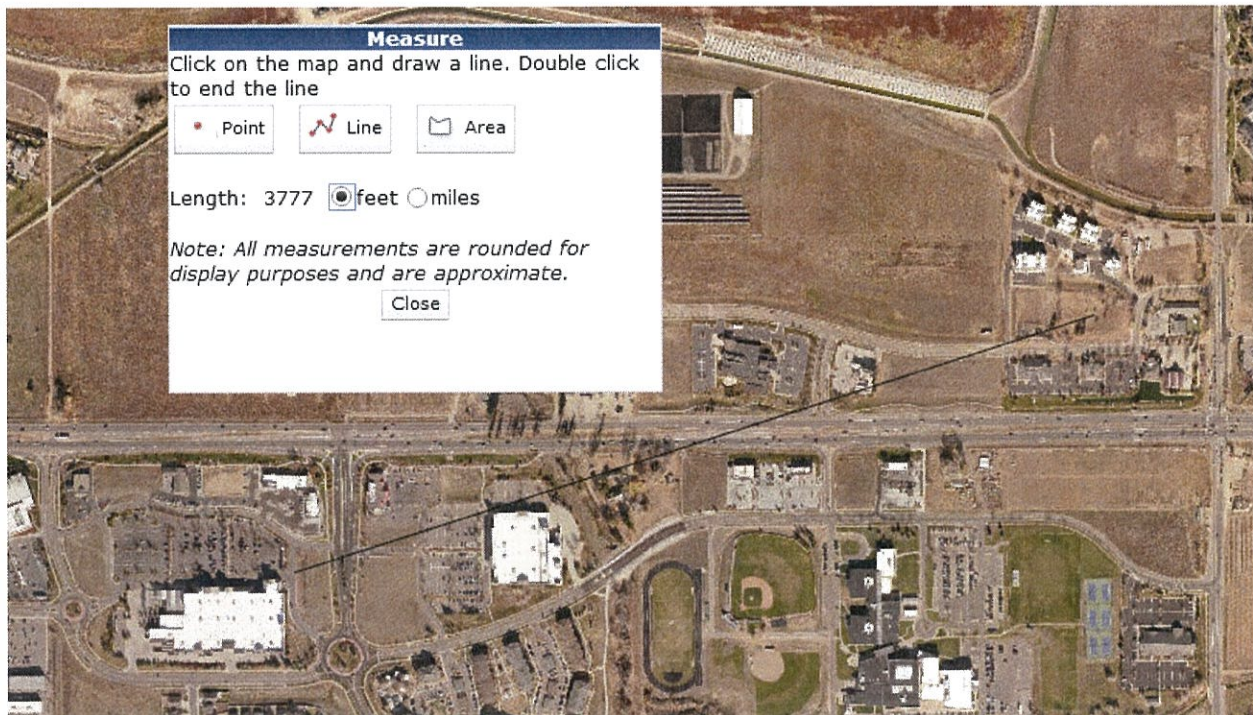 Measure
Click on the map and draw a line. Double click
to end the line
Point Line Area
Length: 3777 feet miles
Note: All measurements are rounded for
display purposes and are approximate.
Close